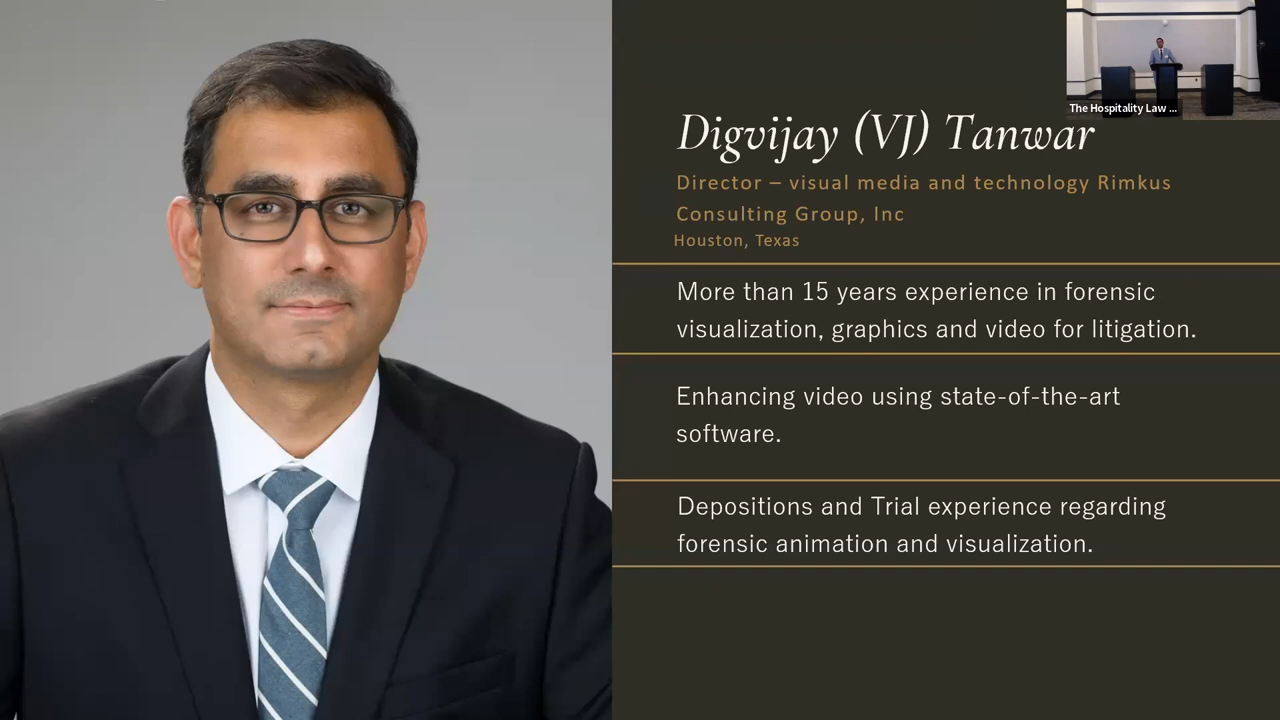 The Hospitality Law ...
Digvijay (VJ) Tanwar
Director – visual media and technology Rimkus
Consulting Group, Inc
Houston, Texas
More than 15 years experience in forensic
visualization, graphics and video for litigation.
Enhancing video using state-of-the-art
software.
Depositions and Trial experience regarding
forensic animation and visualization.